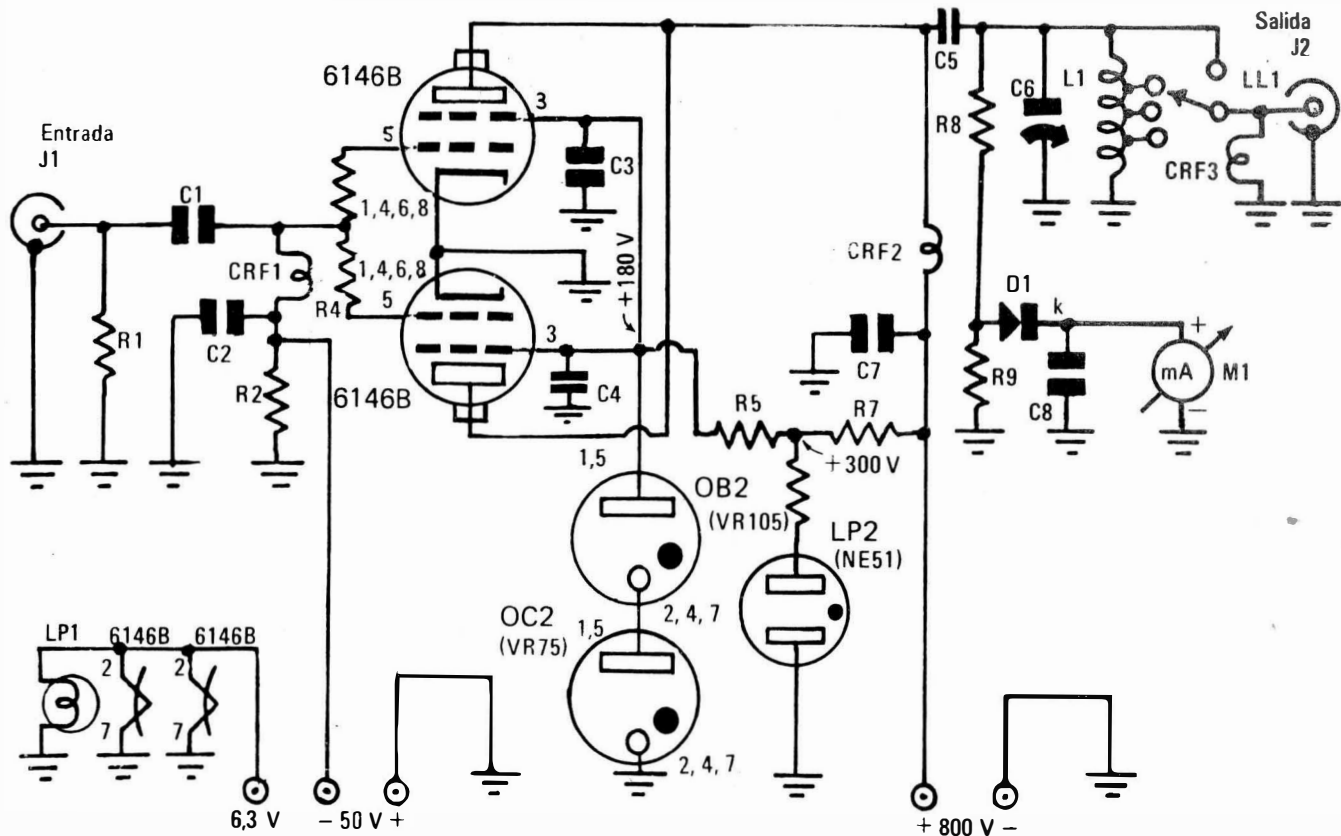 Salida
J2
6146B
3
C5
C6
L1
LL1
Entrada
J1
5
C3
R8
C1
1,4,6,8
CRF3
CRF1
1,4,6,8
+180 V
CRF2
R4
5
D1
k
+
R1
C2
3
C7
mA
M1
R2
6146B
C4
R9
C8
−
R5
R7
+300 V
1,5
OB2
(VR105)
LP2
(NE51)
OC2
2, 4, 7
1,5
(VR75)
LP1
6146B
6146B
2
2
7
7
2, 4, 7
6,3 V
− 50 V +
+ 800 V −